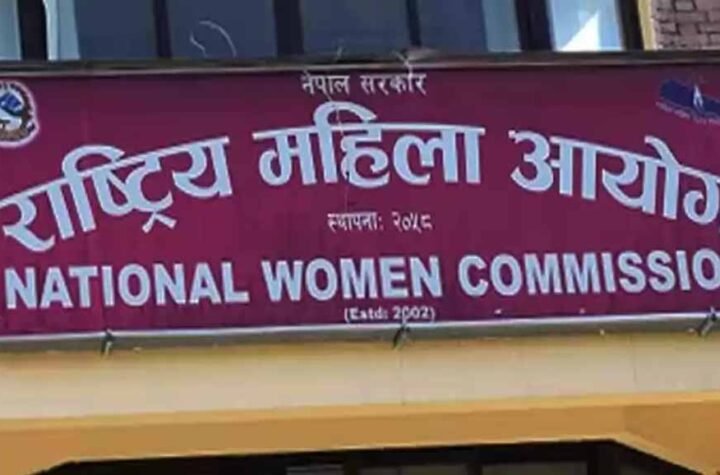 नेपाल सरकार
राष्ट्रिय महिला आयोग
स्थापनाः २०५८
NATIONAL WOMEN COMMISSIO
(Estd: 2002)